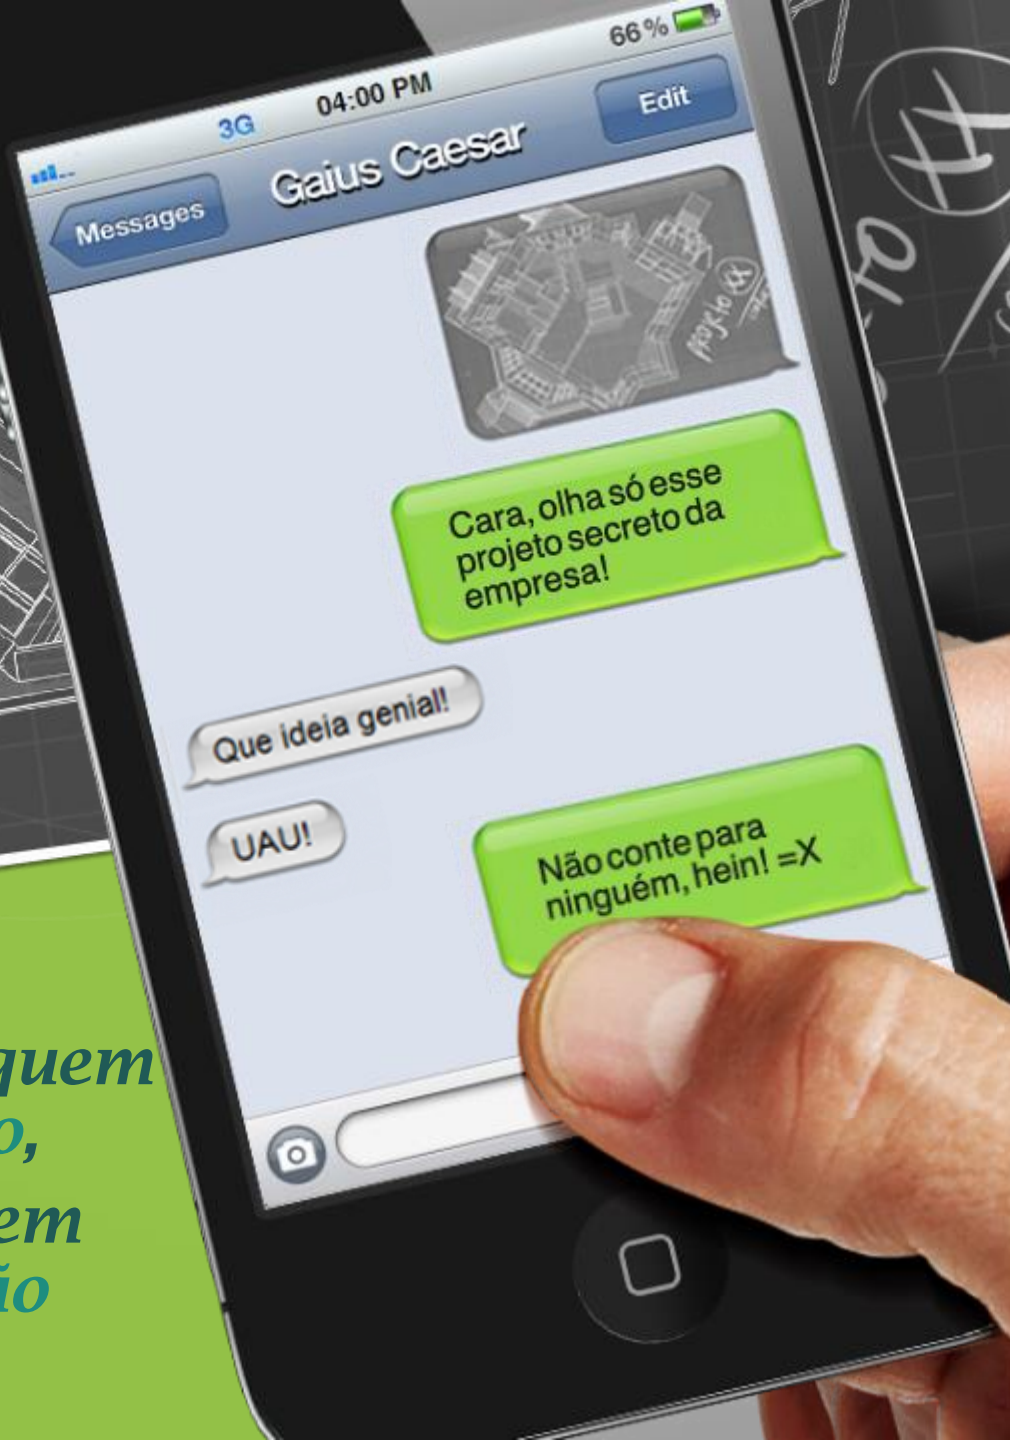 66%
04:00 PM
3G
Edit
Gaius Caesar
Messages
projeto XX
Cara, olha só esse
projeto secreto da
empresa!
Que ideia genial!
UAU!
Não conte para
ninguém, hein! =X
quem
o,
em
ão